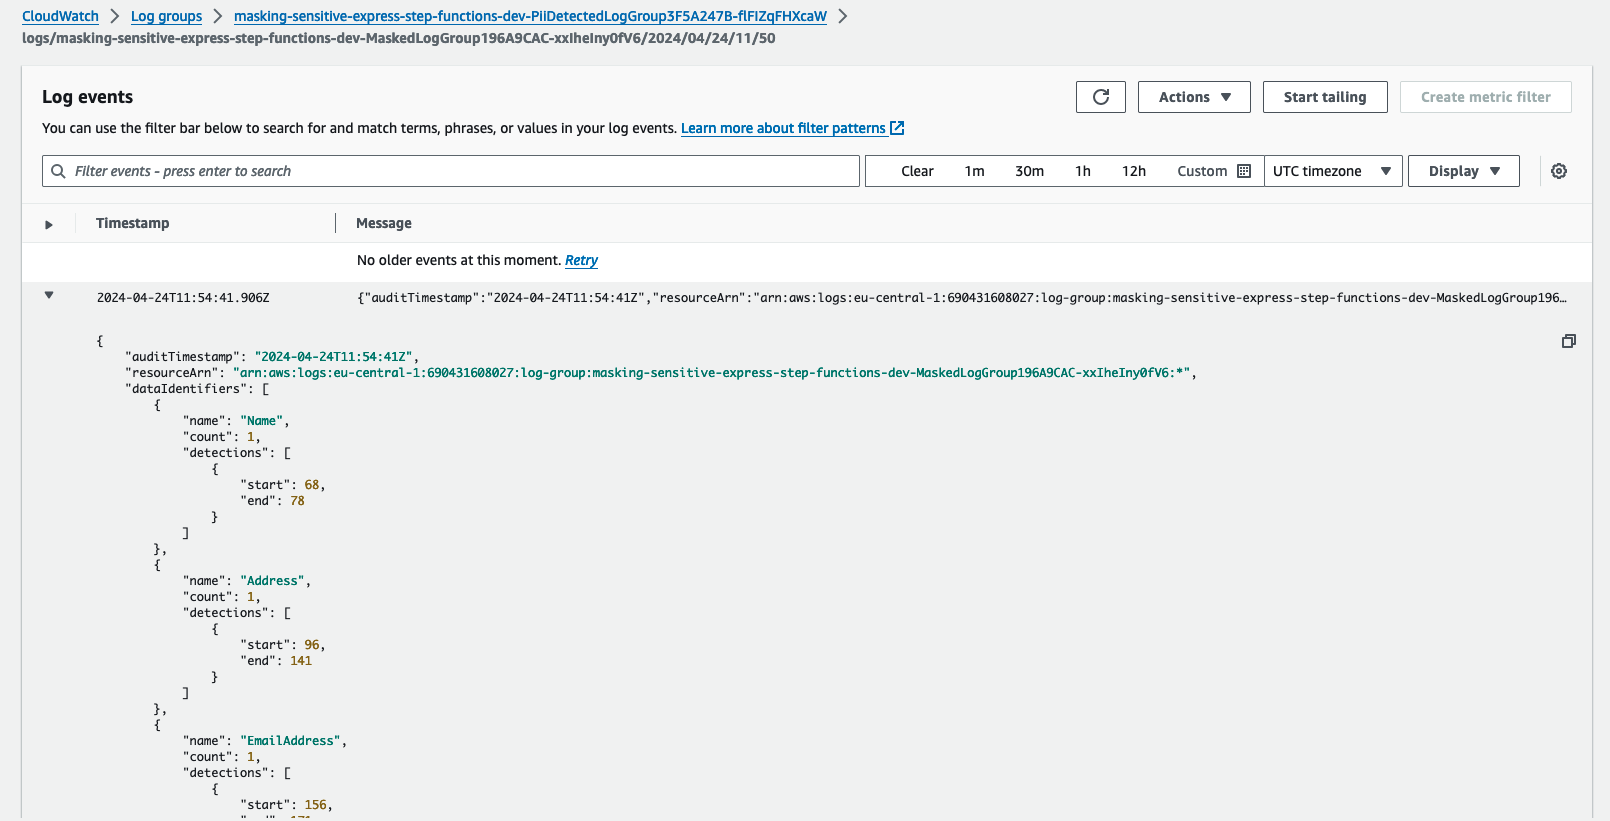 CloudWatch > Log groups > masking-sensitive-express-step-functions-dev-PiiDetectedLogGroup3F5A247B-flFIZqFHXcaW >
logs/masking-sensitive-express-step-functions-dev-MaskedLogGroup196A9CAC-xxIheIny0fV6/2024/04/24/11/50
Log events
Actions ▼ Start tailing Create metric filter
You can use the filter bar below to search for and match terms, phrases, or values in your log events. Learn more about filter patterns
Filter events - press enter to search Clear 1m 30m 1h 12h Custom UTC timezone ▼ Display ▼
Timestamp Message
No older events at this moment. Retry
2024-04-24T11:54:41.906Z {"auditTimestamp":"2024-04-24T11:54:41Z","resourceArn":"arn:aws:logs:eu-central-1:690431608027:log-group:masking-sensitive-express-step-functions-dev-MaskedLogGroup196…
{
"auditTimestamp": "2024-04-24T11:54:41Z",
"resourceArn": "arn:aws:logs:eu-central-1:690431608027:log-group:masking-sensitive-express-step-functions-dev-MaskedLogGroup196A9CAC-xxIheIny0fV6:*",
"dataIdentifiers": [
{
"name": "Name",
"count": 1,
"detections": [
{
"start": 68,
"end": 78
}
]
},
{
"name": "Address",
"count": 1,
"detections": [
{
"start": 96,
"end": 141
}
]
},
{
"name": "EmailAddress",
"count": 1,
"detections": [
{
"start": 156,